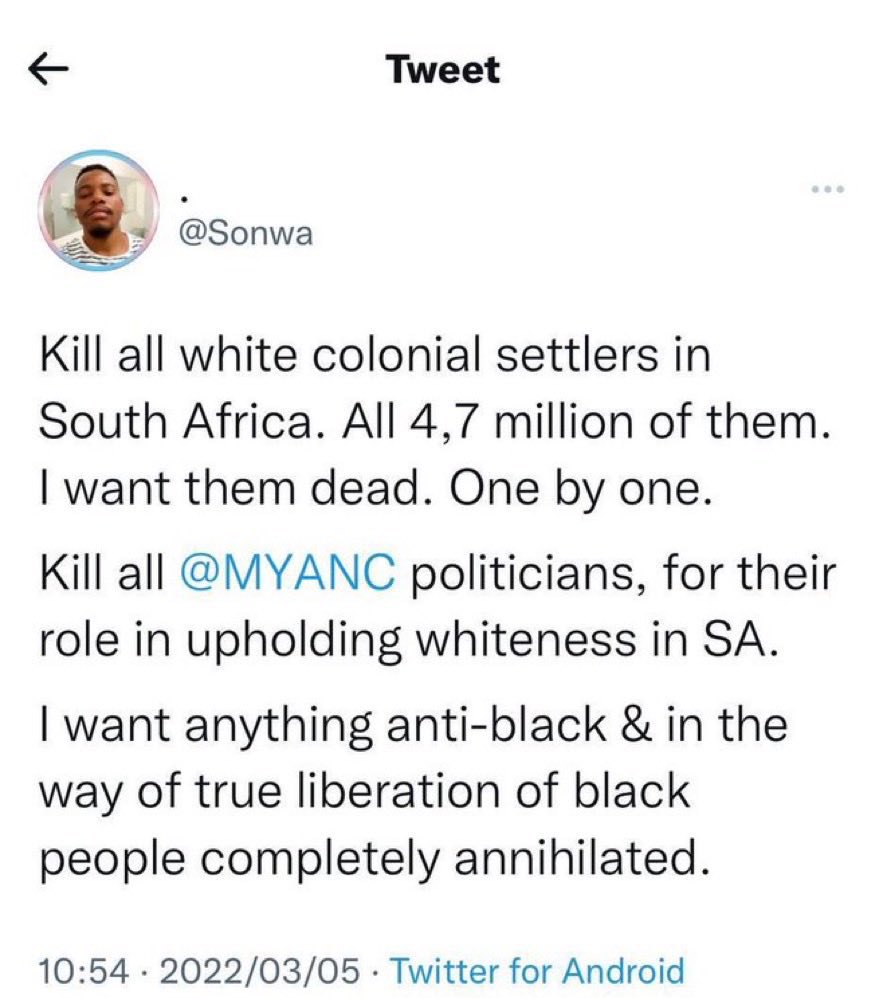 Tweet
.
@Sonwa
Kill all white colonial settlers in
South Africa. All 4,7 million of them.
I want them dead. One by one.
Kill all @MYANC politicians, for their
role in upholding whiteness in SA.
I want anything anti-black & in the
way of true liberation of black
people completely annihilated.
10:54 · 2022/03/05 · Twitter for Android